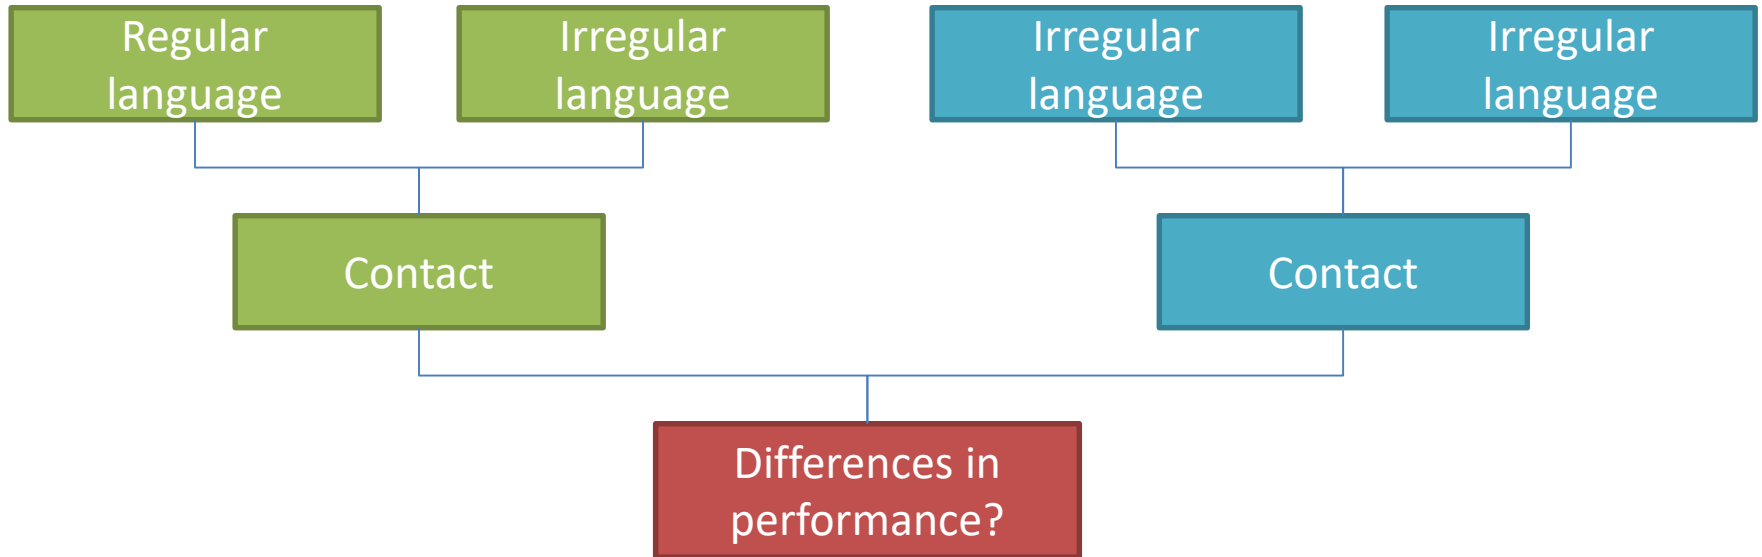 Regular
language
Irregular
language
Irregular
language
Irregular
language
Contact
Contact
Differences in
performance?